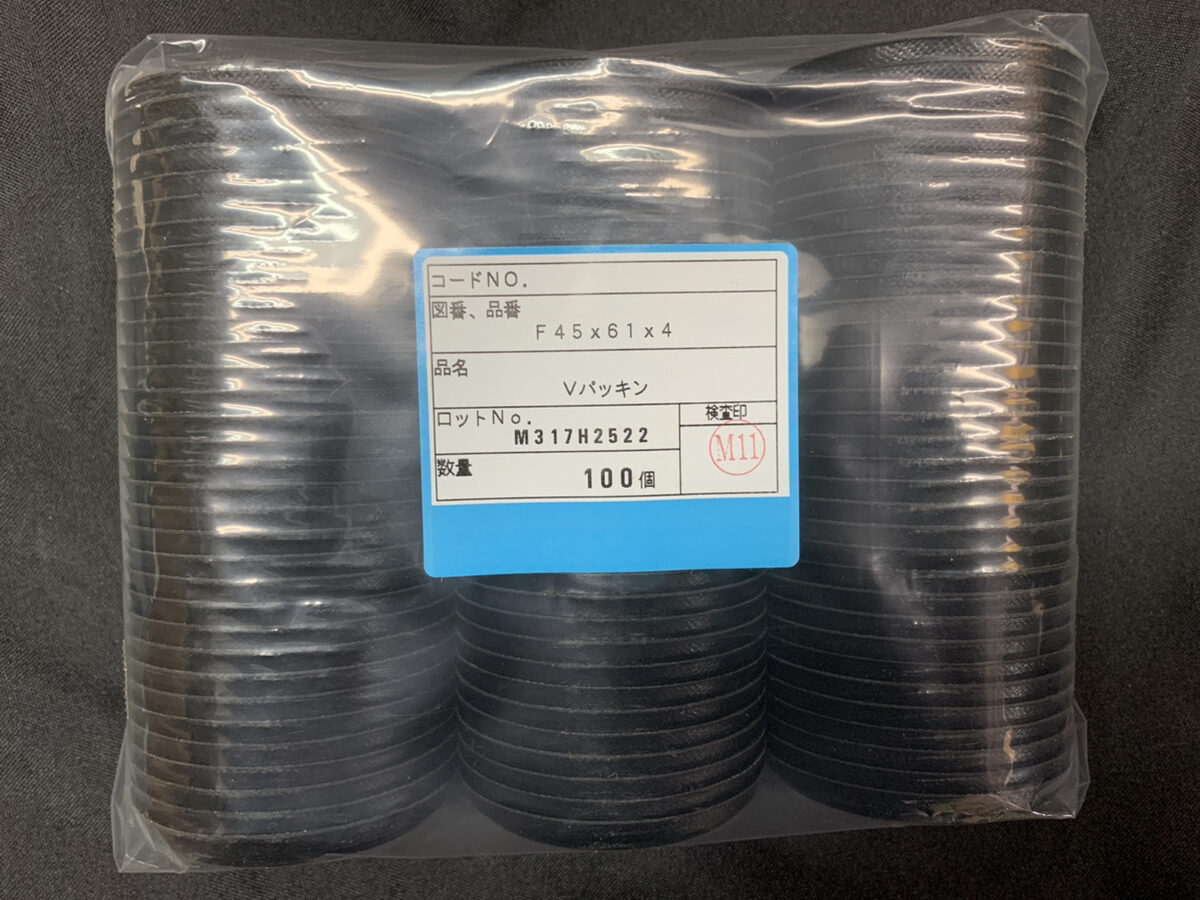 コードNO.
図番、品番
F45x61x4
品名
Vパッキン
ロットNo.
M317H2522
検査印
M11
数量
100個